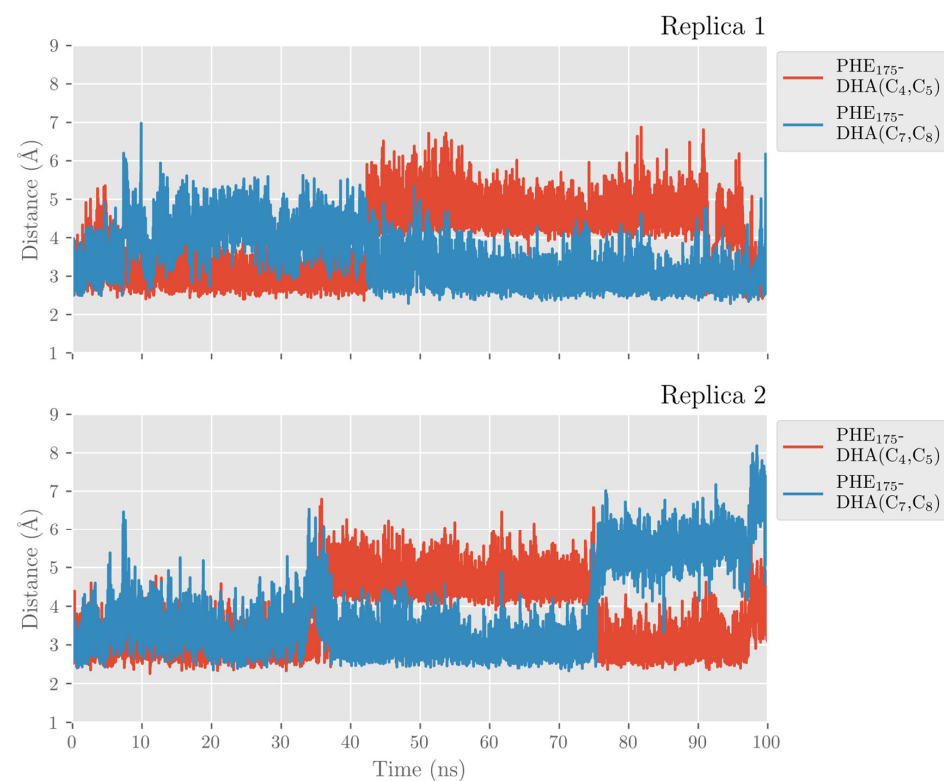 Replica 1
9
8
7
6
5
4
3
2
1
Distance (Å)
PHE₁₇₅-
DHA(C₄,C₅)
PHE₁₇₅-
DHA(C₇,C₈)
Replica 2
9
8
7
6
5
4
3
2
1
Distance (Å)
PHE₁₇₅-
DHA(C₄,C₅)
PHE₁₇₅-
DHA(C₇,C₈)
0 10 20 30 40 50 60 70 80 90 100
Time (ns)